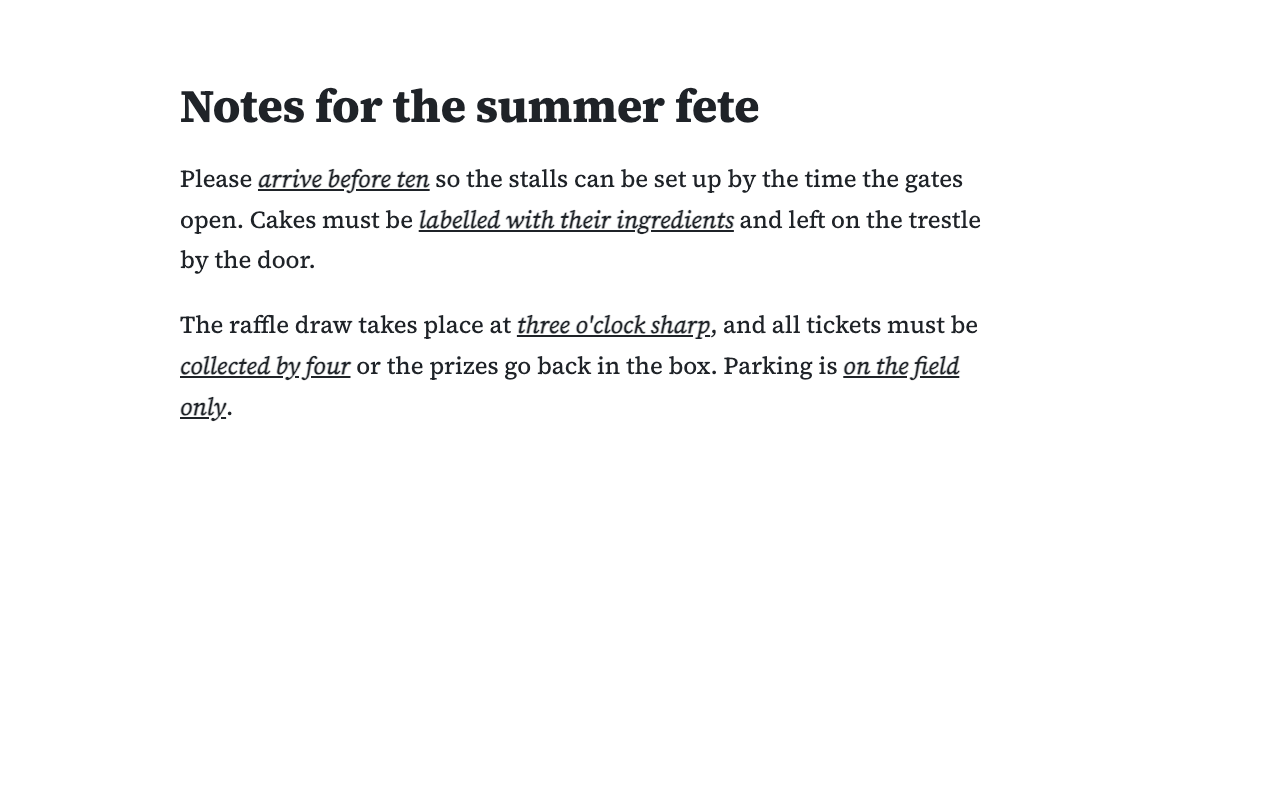 Notes for the summer fete
Please arrive before ten so the stalls can be set up by the time the gates
open. Cakes must be labelled with their ingredients and left on the trestle
by the door.
The raffle draw takes place at three o'clock sharp, and all tickets must be
collected by four or the prizes go back in the box. Parking is on the field
only.